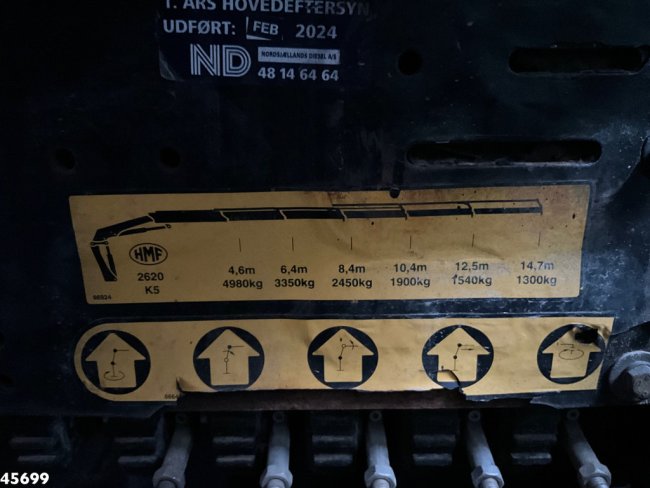 1. ÅRS HOVEDEFTERSYN
UDFØRT: FEB 2024
ND NORDSJÆLLANDS DIESEL A/S
48 14 64 64
HMF
2620
K5
4,6m 6,4m 8,4m 10,4m 12,5m 14,7m
4980kg 3350kg 2450kg 1900kg 1540kg 1300kg
45699